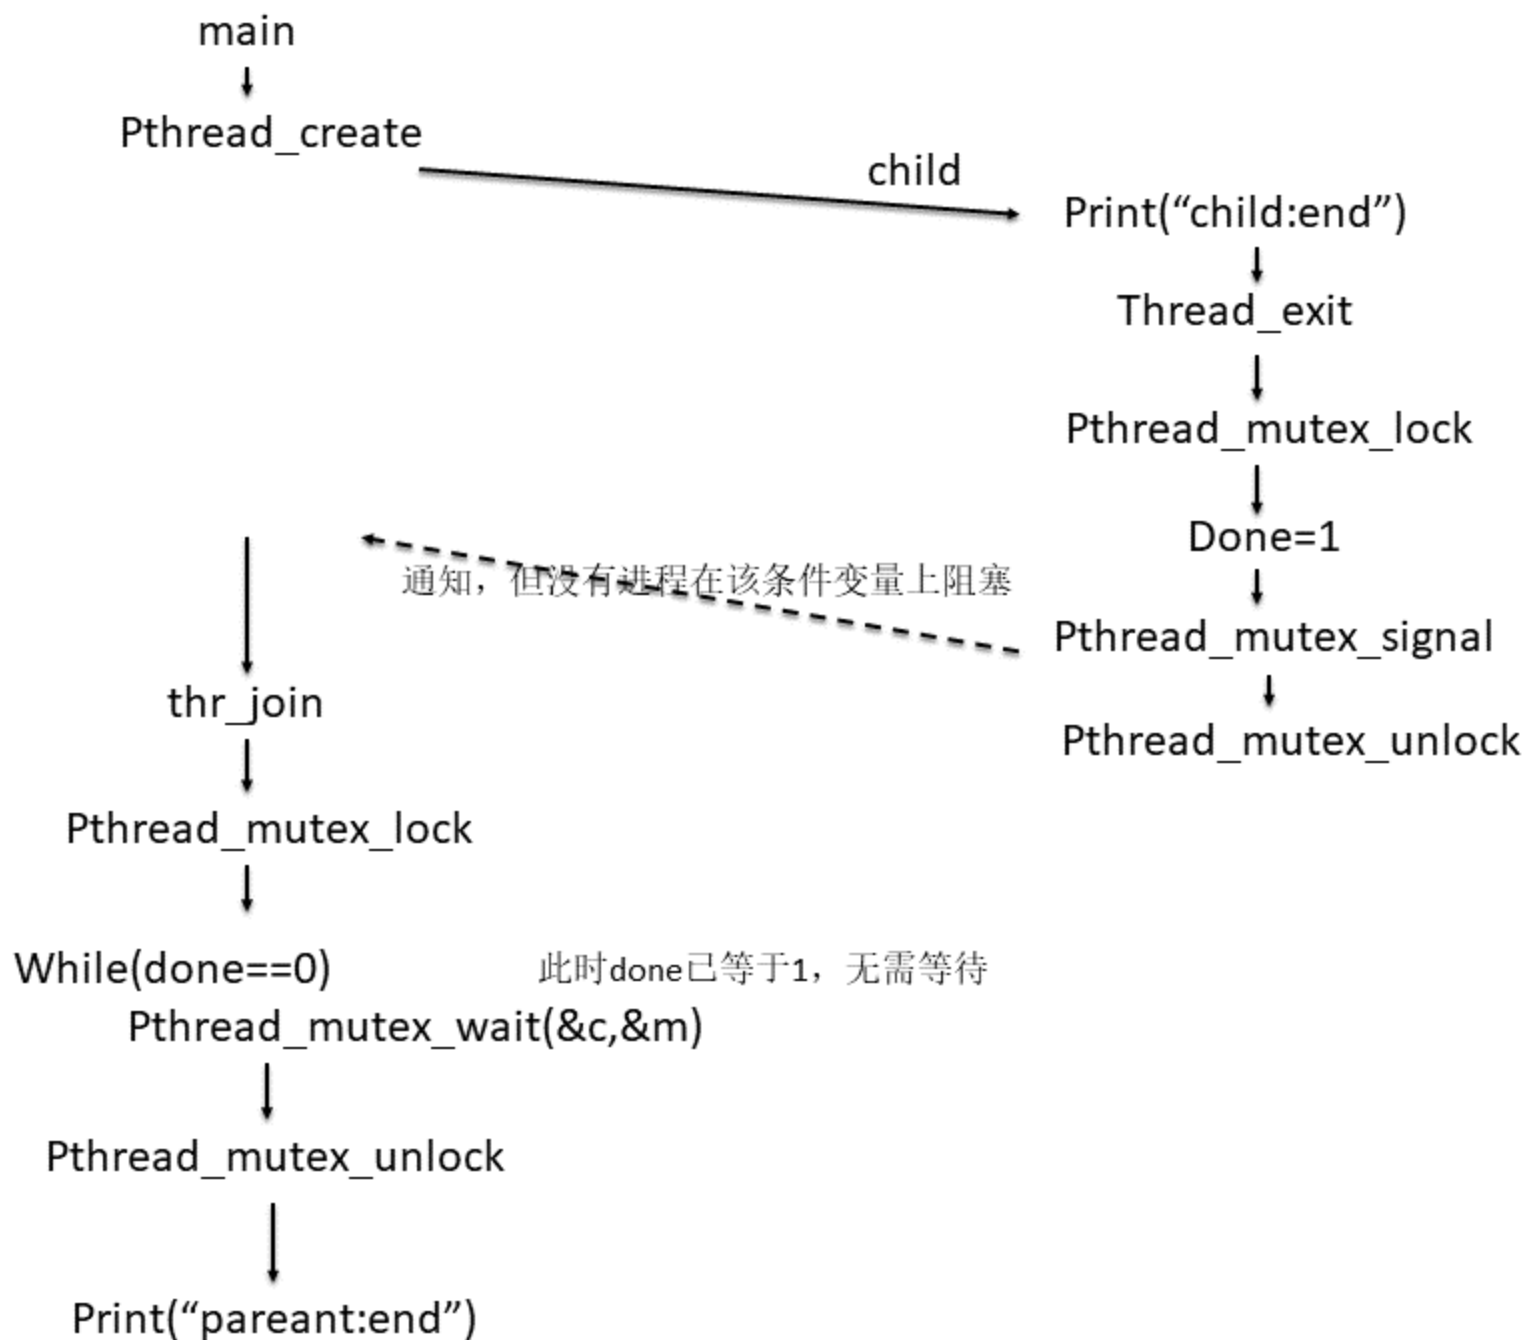 main
Pthread_create
child
Print(“child:end”)
Thread_exit
Pthread_mutex_lock
Done=1
通知，但没有进程在该条件变量上阻塞
Pthread_mutex_signal
Pthread_mutex_unlock
thr_join
Pthread_mutex_lock
While(done==0)
此时done已等于1，无需等待
Pthread_mutex_wait(&c,&m)
Pthread_mutex_unlock
Print(“pareant:end”)